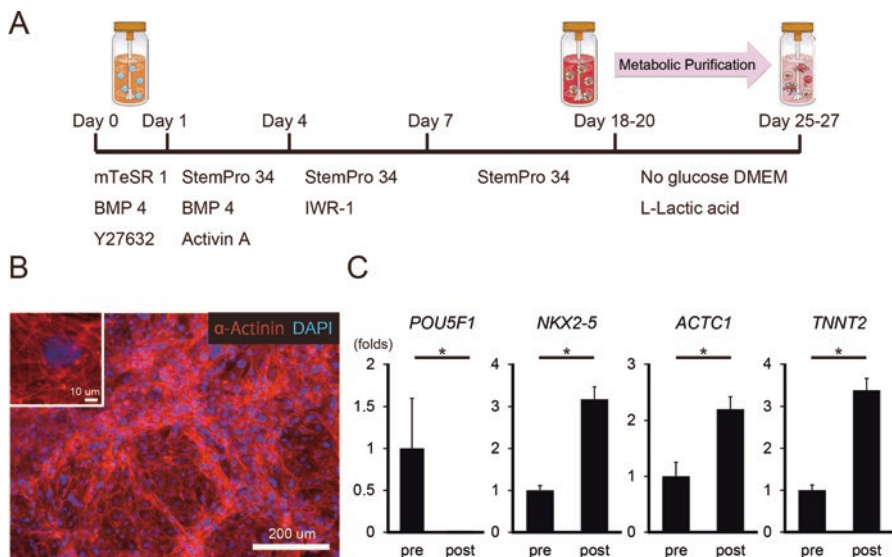 A
Metabolic Purification
Day 0 Day 1 Day 4 Day 7 Day 18-20 Day 25-27
mTeSR 1 StemPro 34 StemPro 34 StemPro 34 No glucose DMEM
BMP 4 BMP 4 IWR-1 L-Lactic acid
Y27632 Activin A
B
α-Actinin DAPI
10 um
200 um
C
POU5F1 NKX2-5 ACTC1 TNNT2
(folds)
* * * *
2 4 3 4
1.5 3 2 3
1 2 1 2
0.5 1 0 1
0 0 0
pre post pre post pre post pre post